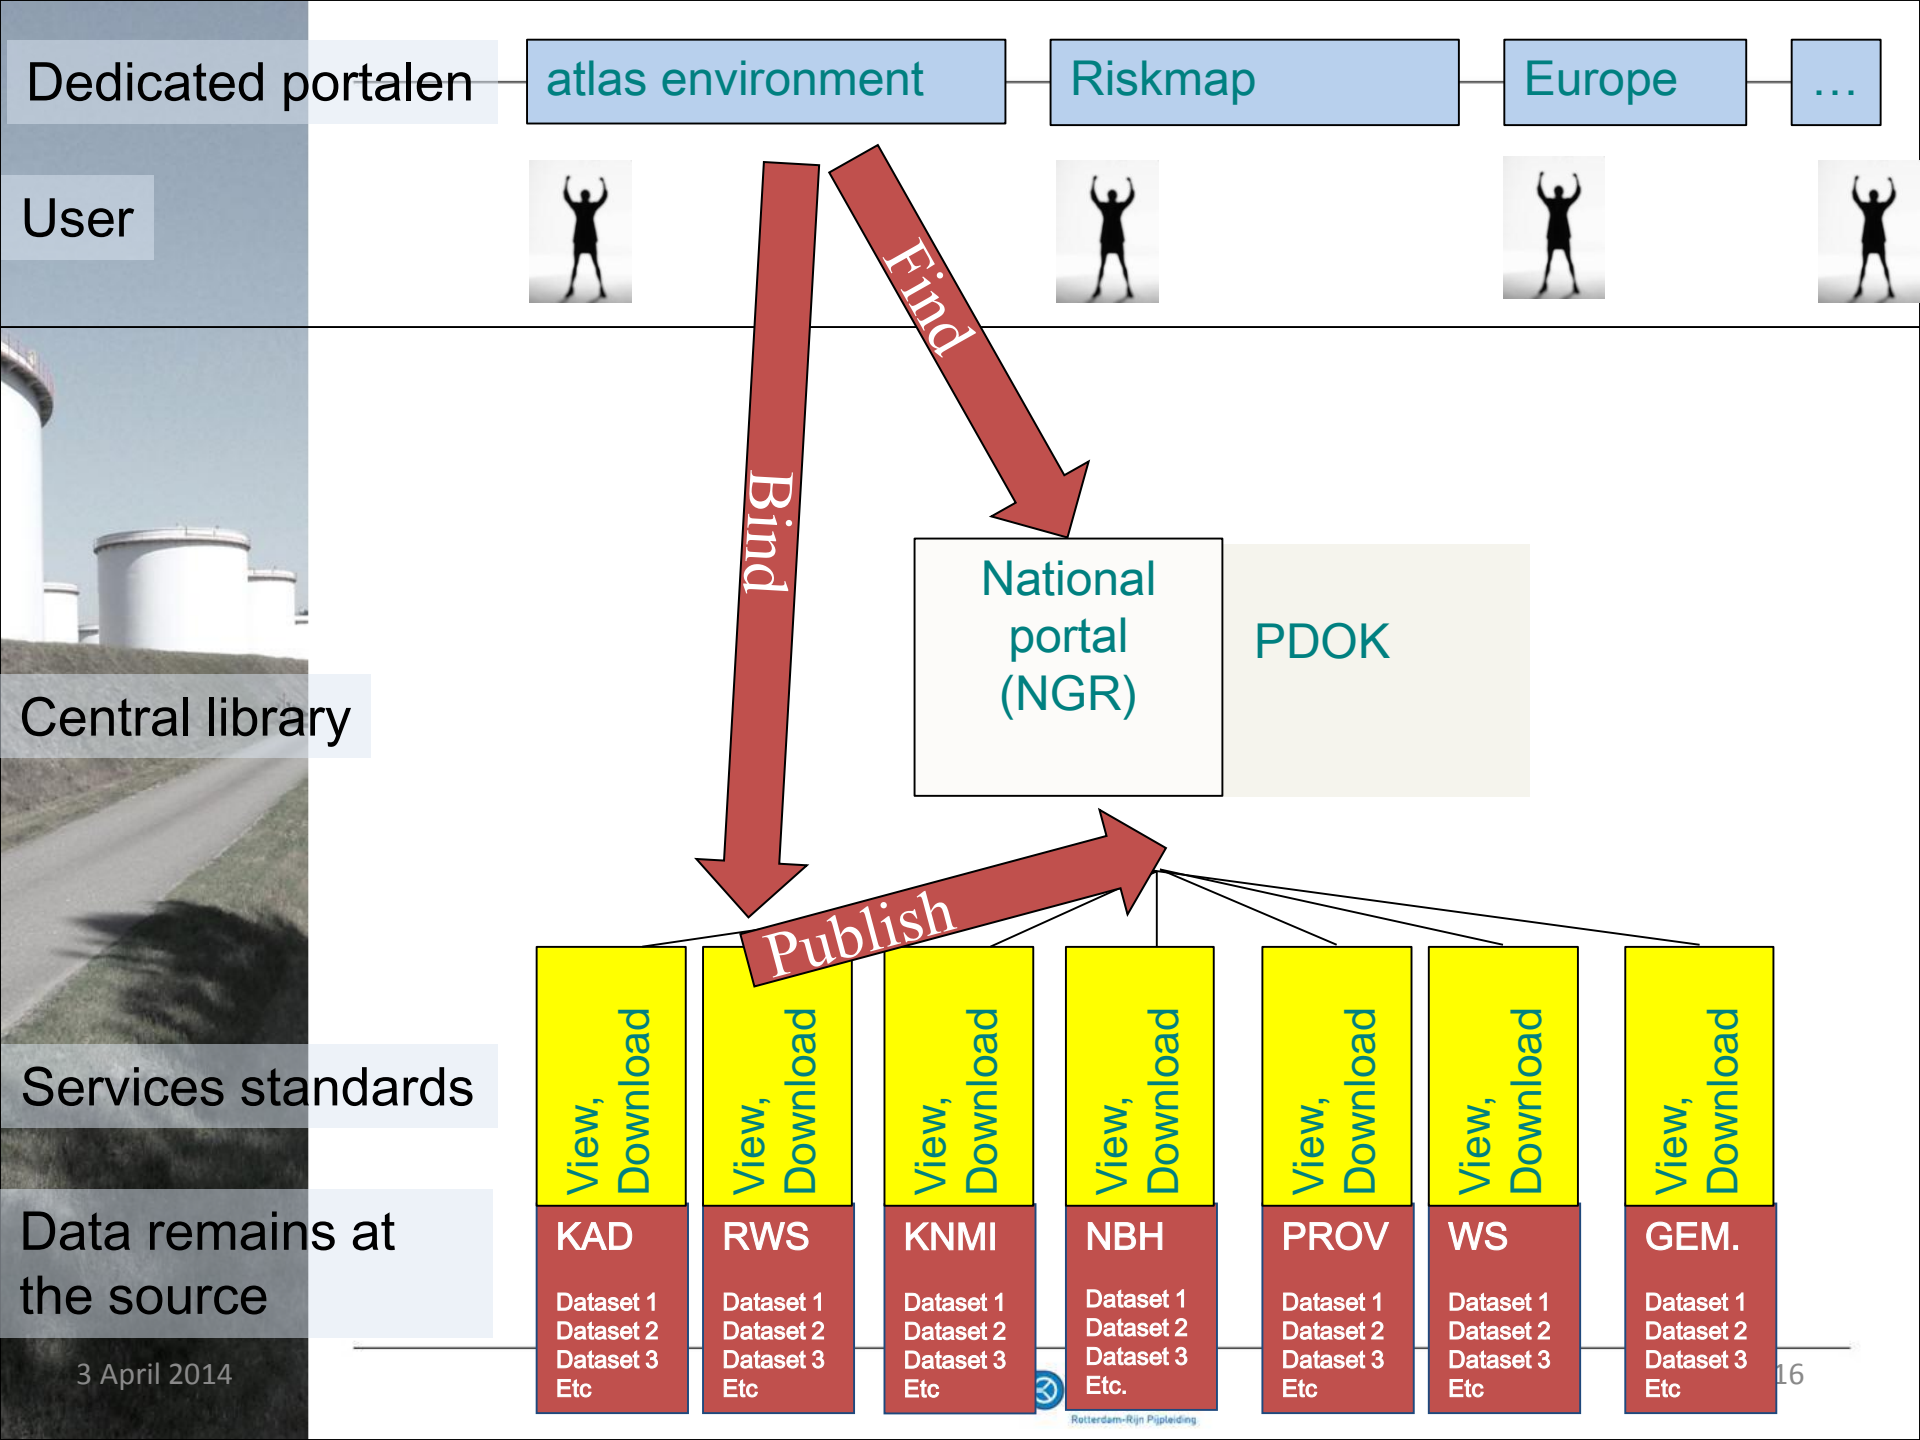 Dedicated portalen
atlas environment
Riskmap
Europe
...
User
Find
Bind
National
portal
(NGR)
PDOK
Central library
Publish
Services standards
View,
Download
View,
Download
View,
Download
View,
Download
View,
Download
View,
Download
View,
Download
Data remains at
the source
KAD
Dataset 1
Dataset 2
Dataset 3
Etc
RWS
Dataset 1
Dataset 2
Dataset 3
Etc
KNMI
Dataset 1
Dataset 2
Dataset 3
Etc
NBH
Dataset 1
Dataset 2
Dataset 3
Etc.
PROV
Dataset 1
Dataset 2
Dataset 3
Etc
WS
Dataset 1
Dataset 2
Dataset 3
Etc
GEM.
Dataset 1
Dataset 2
Dataset 3
Etc
3 April 2014
Rotterdam-Rijn Pijpleiding
16